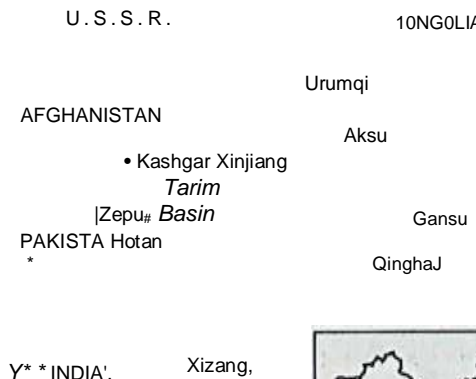 U.S.S.R.
10NG0LIA
Urumqi
AFGHANISTAN
Aksu
• Kashgar Xinjiang
Tarim
|Zepu# Basin
Gansu
PAKISTA Hotan
*
QinghaJ
Y* * INDIA'.
Xizang,